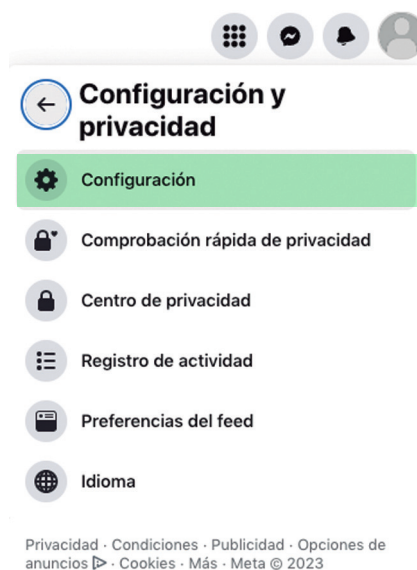 Configuración y
privacidad
Configuración
Comprobación rápida de privacidad
Centro de privacidad
Registro de actividad
Preferencias del feed
Idioma
Privacidad · Condiciones · Publicidad · Opciones de
anuncios · Cookies · Más · Meta © 2023